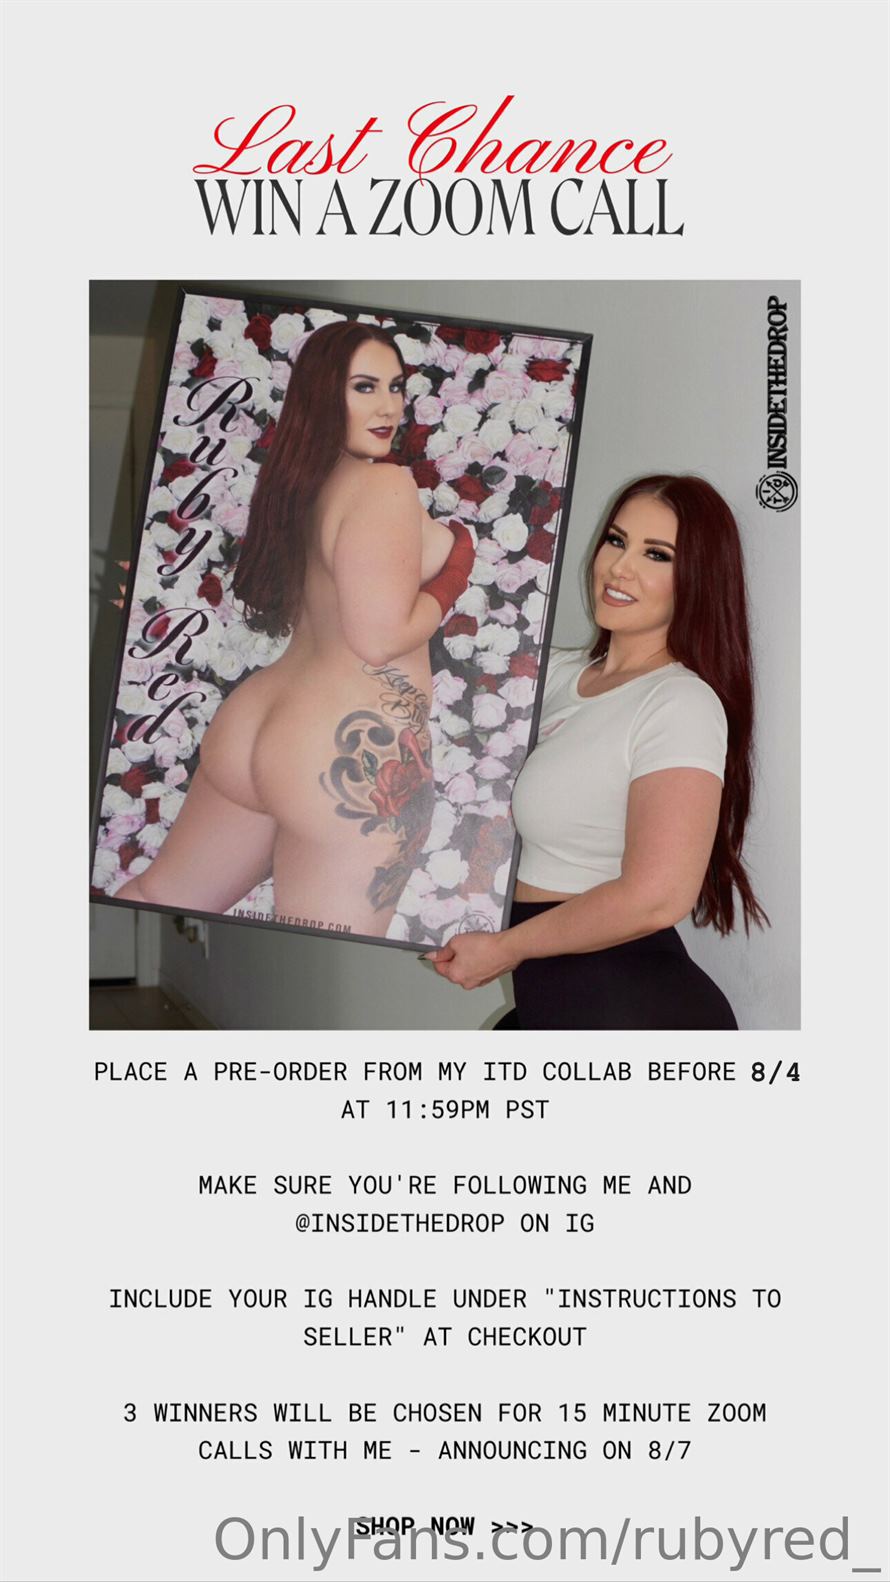 Last Chance
WIN A ZOOM CALL
INSIDETHEDROP
Ruby Red
Keep
INSIDETHEDROP.COM
PLACE A PRE-ORDER FROM MY ITD COLLAB BEFORE 8/4
AT 11:59PM PST
MAKE SURE YOU'RE FOLLOWING ME AND
@INSIDETHEDROP ON IG
INCLUDE YOUR IG HANDLE UNDER "INSTRUCTIONS TO
SELLER" AT CHECKOUT
3 WINNERS WILL BE CHOSEN FOR 15 MINUTE ZOOM
CALLS WITH ME - ANNOUNCING ON 8/7
SHOP NOW >>>
OnlyFans.com/rubyred_